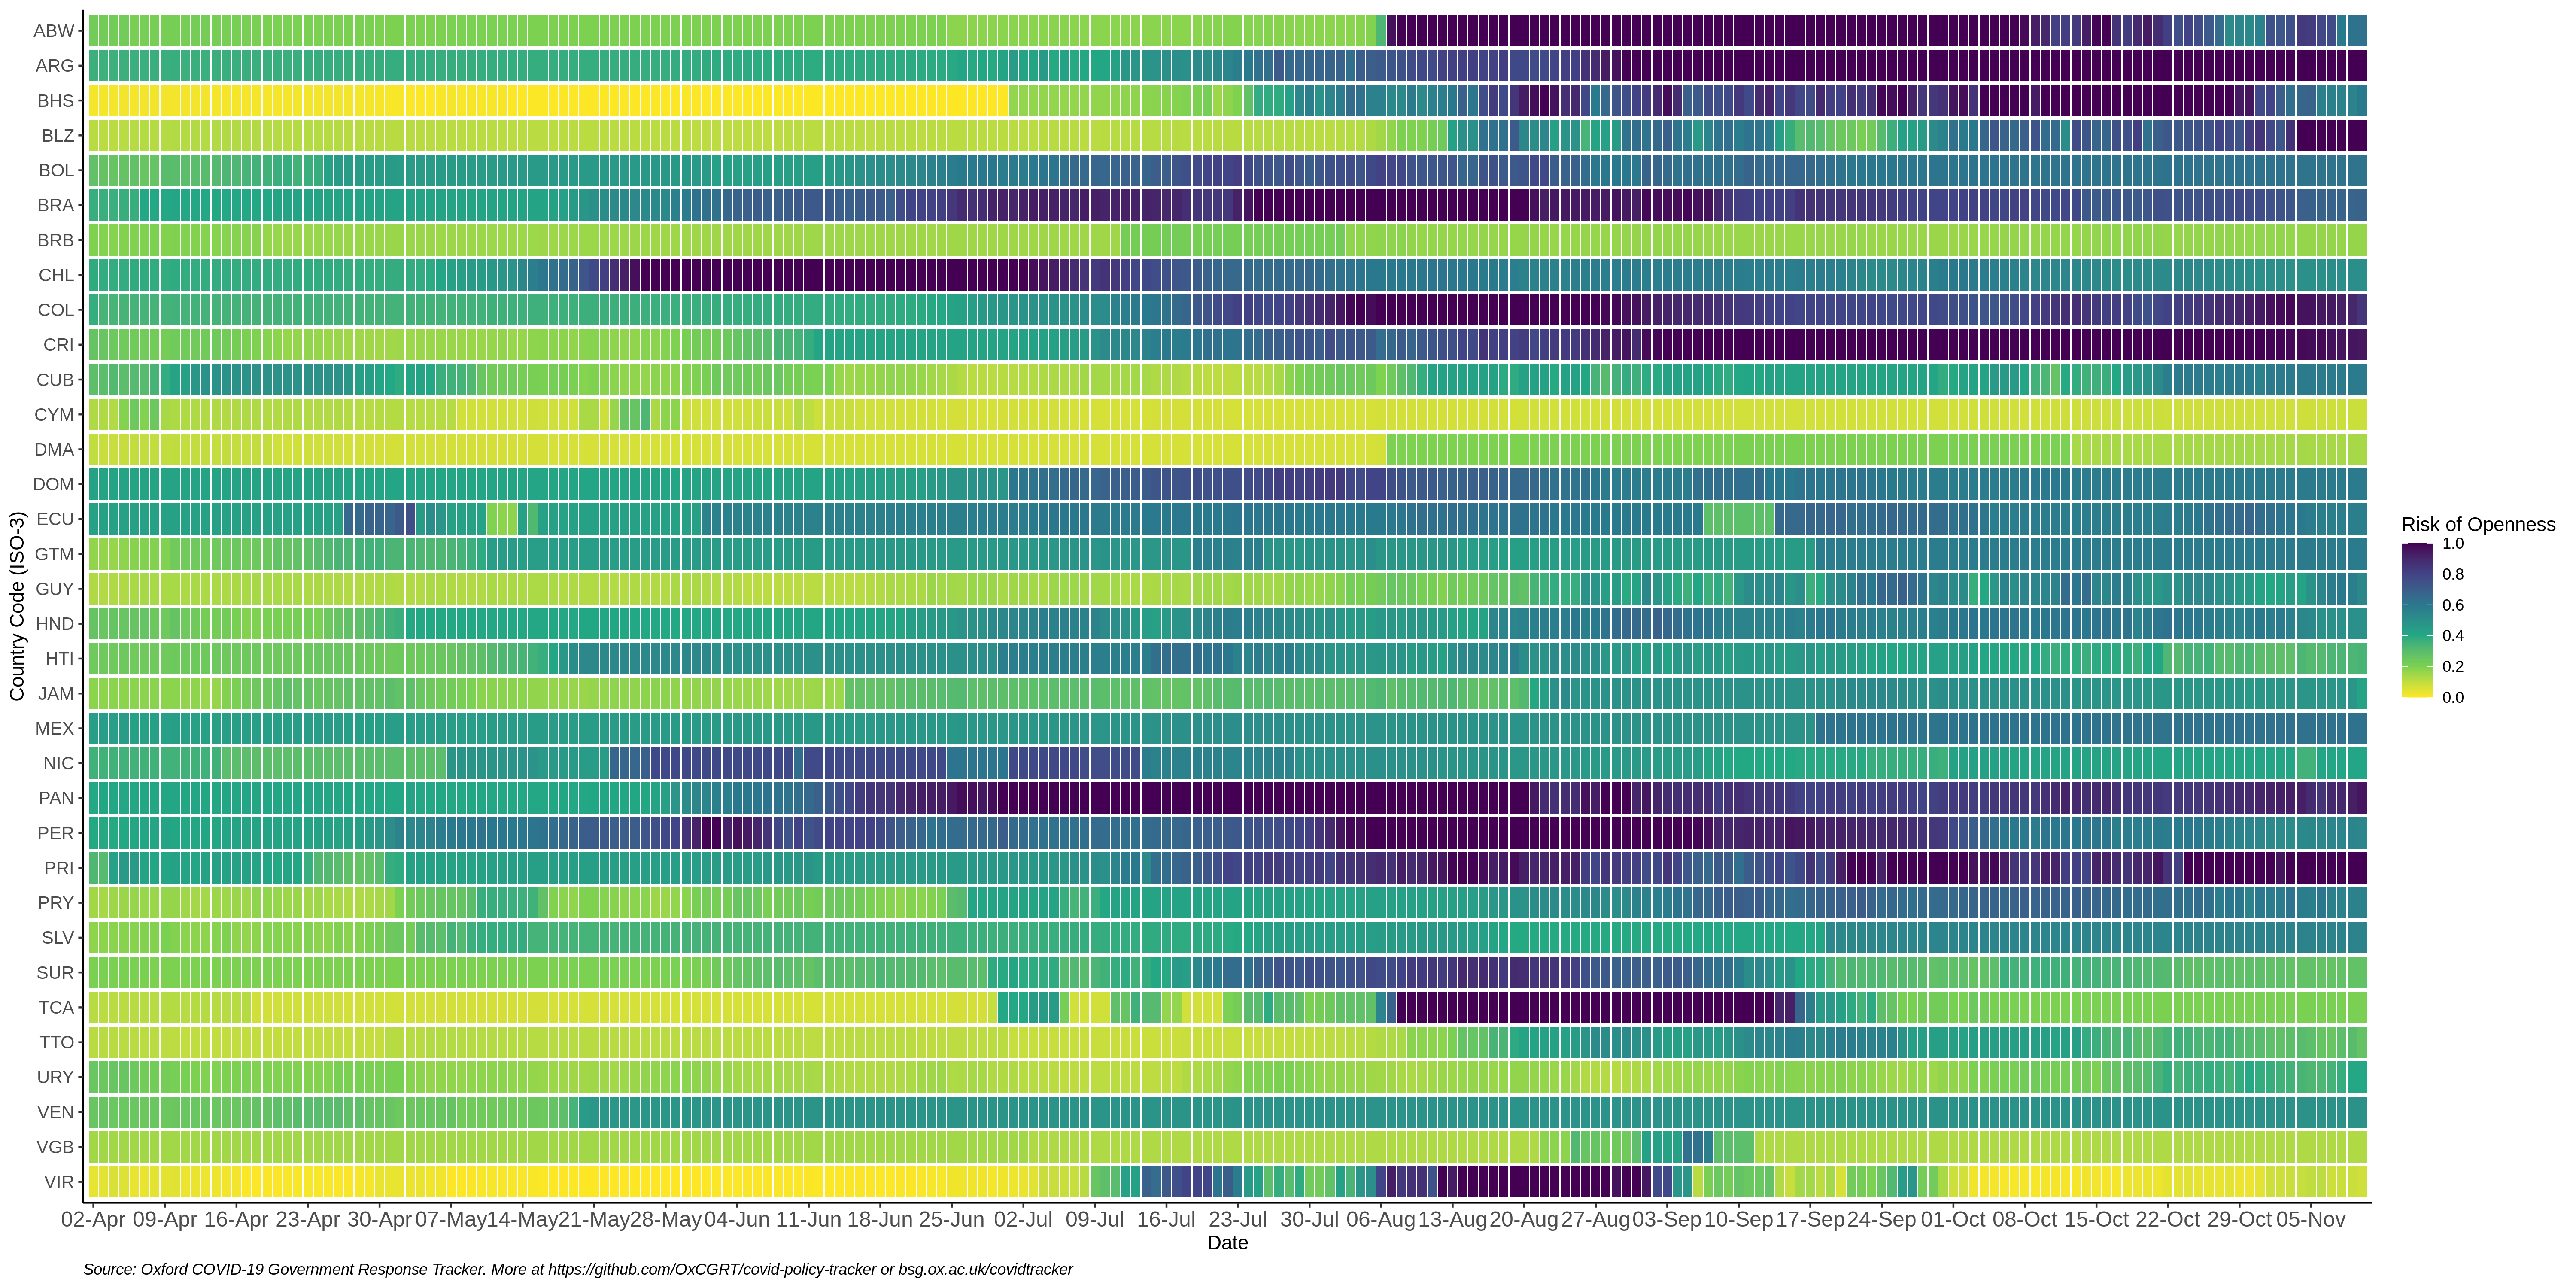 ABW
ARG
BHS
BLZ
BOL
BRA
BRB
CHL
COL
CRI
CUB
CYM
DMA
DOM
ECU
GTM
GUY
HND
HTI
JAM
MEX
NIC
PAN
PER
PRI
PRY
SLV
SUR
TCA
TTO
URY
VEN
VGB
VIR
Country Code (ISO-3)
02-Apr 09-Apr 16-Apr 23-Apr 30-Apr 07-May 14-May 21-May 28-May 04-Jun 11-Jun 18-Jun 25-Jun 02-Jul 09-Jul 16-Jul 23-Jul 30-Jul 06-Aug 13-Aug 20-Aug 27-Aug 03-Sep 10-Sep 17-Sep 24-Sep 01-Oct 08-Oct 15-Oct 22-Oct 29-Oct 05-Nov
Date
Risk of Openness
1.0
0.8
0.6
0.4
0.2
0.0
Source: Oxford COVID-19 Government Response Tracker. More at https://github.com/OxCGRT/covid-policy-tracker or bsg.ox.ac.uk/covidtracker